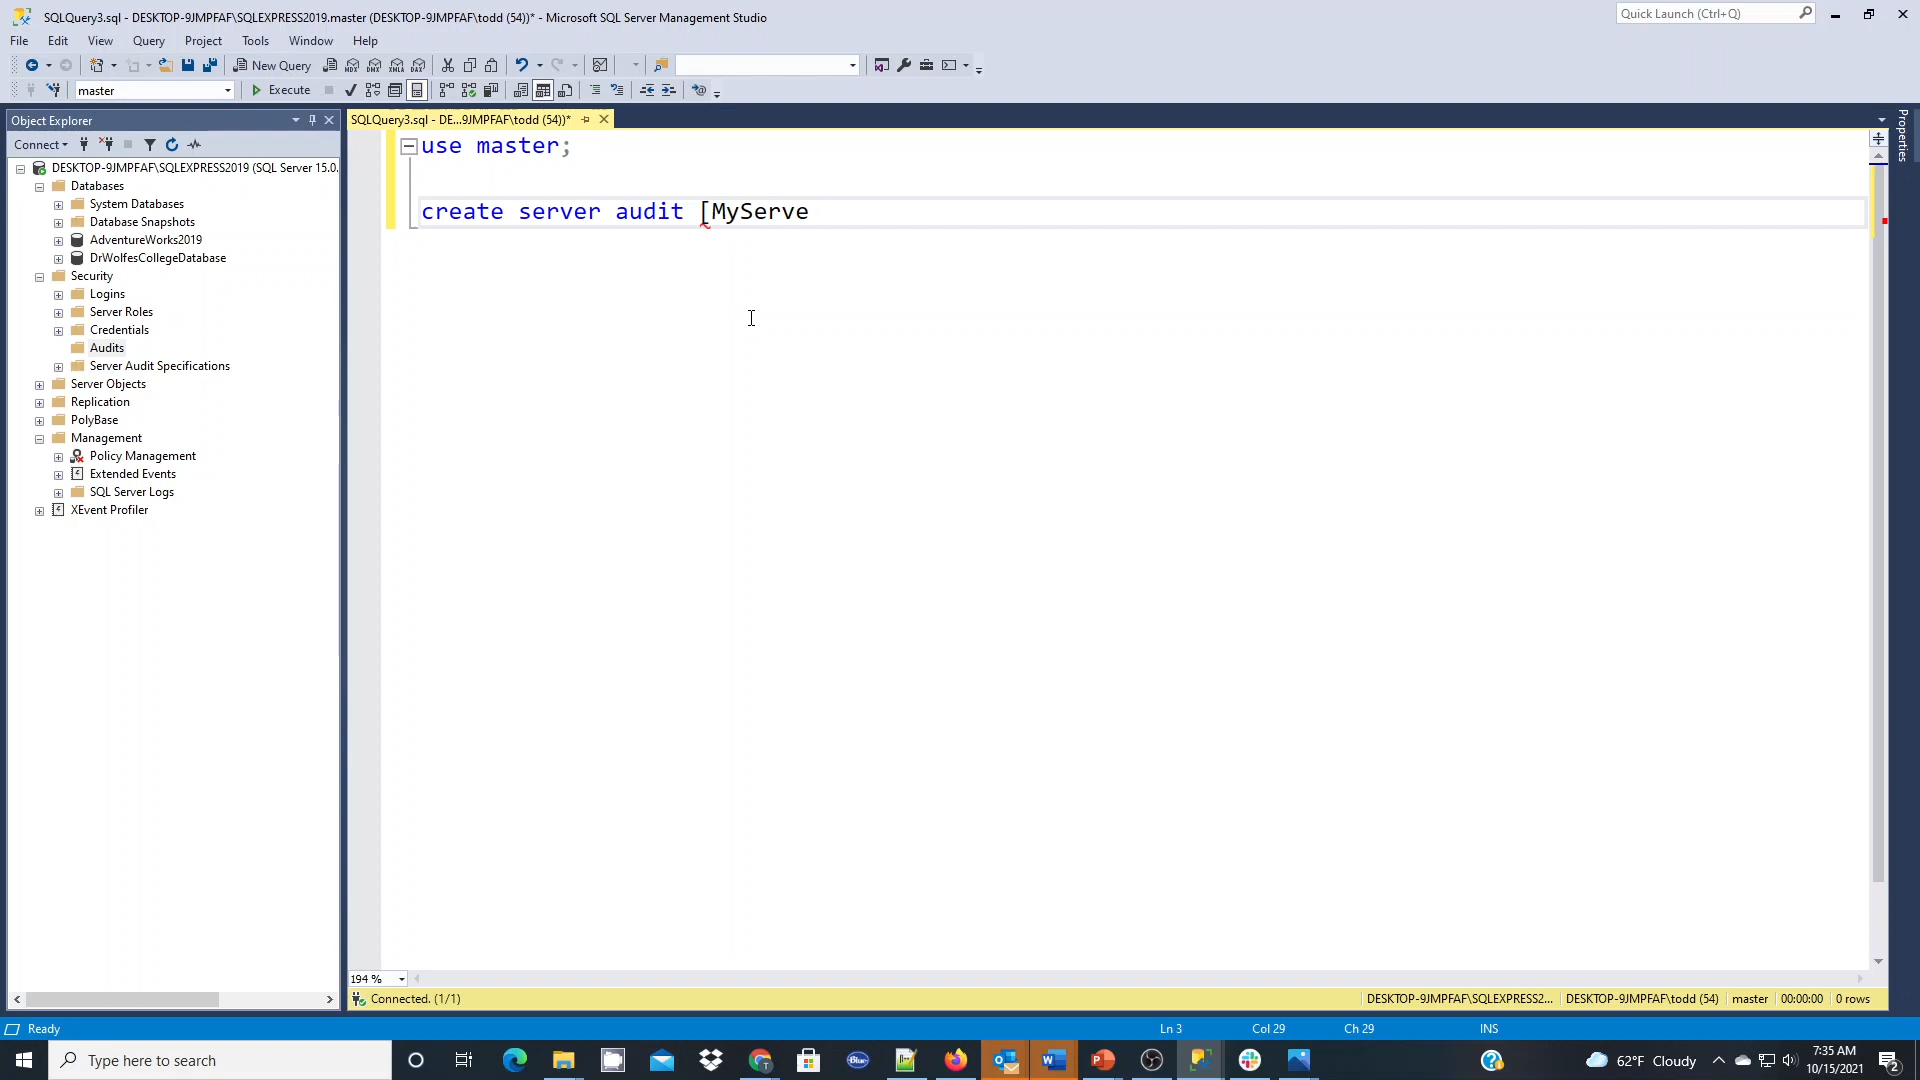 SQLQuery3.sql - DESKTOP-9JMPFAF\SQLEXPRESS2019.master (DESKTOP-9JMPFAF\todd (54))* - Microsoft SQL Server Management Studio
Quick Launch (Ctrl+Q)
File Edit View Query Project Tools Window Help
New Query
MDX DMX XMLA DAX
master
Execute
Object Explorer
SQLQuery3.sql - DE...9JMPFAF\todd (54))*
Properties
Connect
DESKTOP-9JMPFAF\SQLEXPRESS2019 (SQL Server 15.0.
Databases
System Databases
Database Snapshots
AdventureWorks2019
DrWolfesCollegeDatabase
Security
Logins
Server Roles
Credentials
Audits
Server Audit Specifications
Server Objects
Replication
PolyBase
Management
Policy Management
Extended Events
SQL Server Logs
XEvent Profiler
use master;
create server audit [MyServe
194 %
Connected. (1/1)
DESKTOP-9JMPFAF\SQLEXPRESS2... DESKTOP-9JMPFAF\todd (54) master 00:00:00 0 rows
Ready
Ln 3 Col 29 Ch 29 INS
Type here to search
Blue
62°F Cloudy
7:35 AM
10/15/2021
2